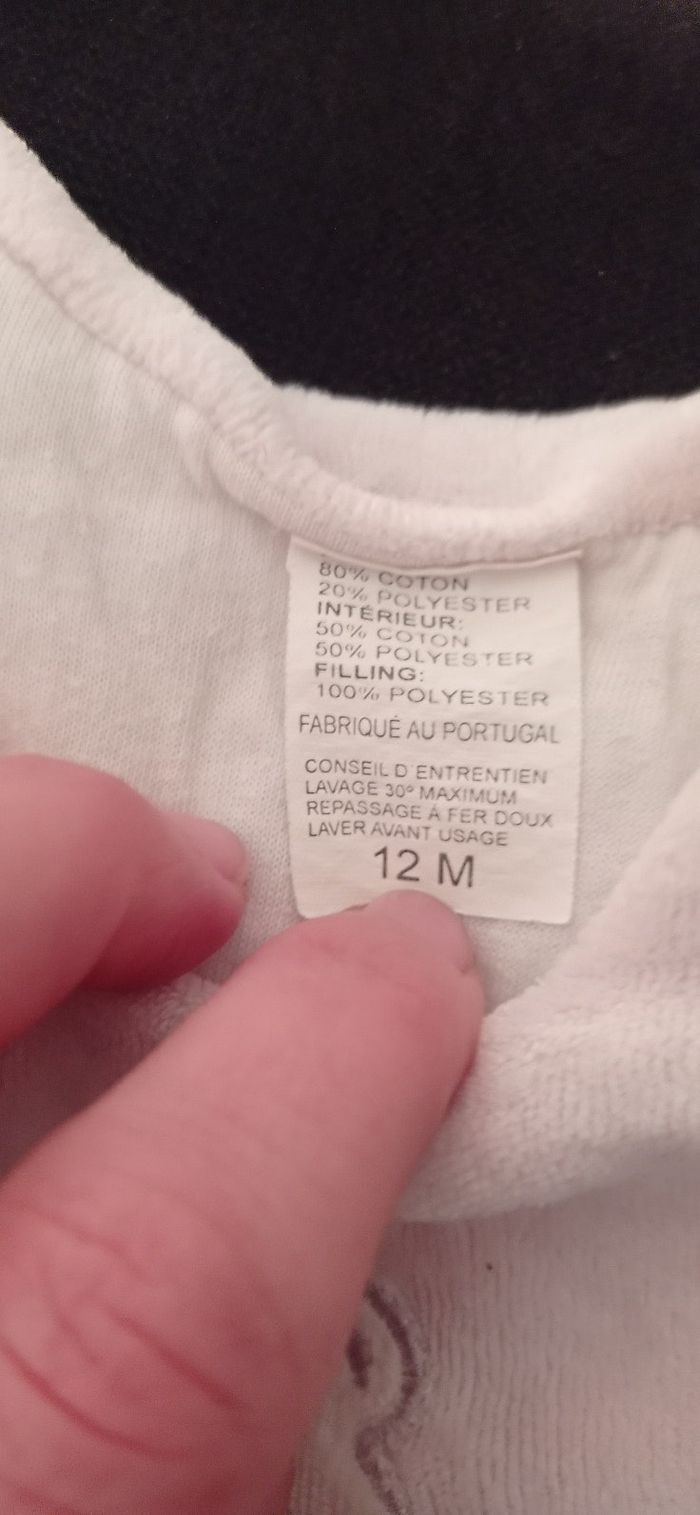 80% COTON
20% POLYESTER
INTÉRIEUR:
50% COTON
50% POLYESTER
FILLING:
100% POLYESTER
FABRIQUÉ AU PORTUGAL
CONSEIL D'ENTRENTIEN
LAVAGE 30º MAXIMUM
REPASSAGE Á FER DOUX
LAVER AVANT USAGE
12 M